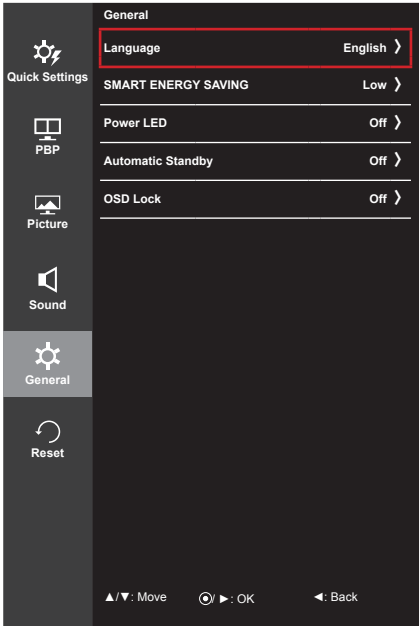 General
Quick Settings
PBP
Picture
Sound
General
Reset
Language English ❭
SMART ENERGY SAVING Low ❭
Power LED Off ❭
Automatic Standby Off ❭
OSD Lock Off ❭
▲/▼: Move ⦿/ ►: OK ◄: Back